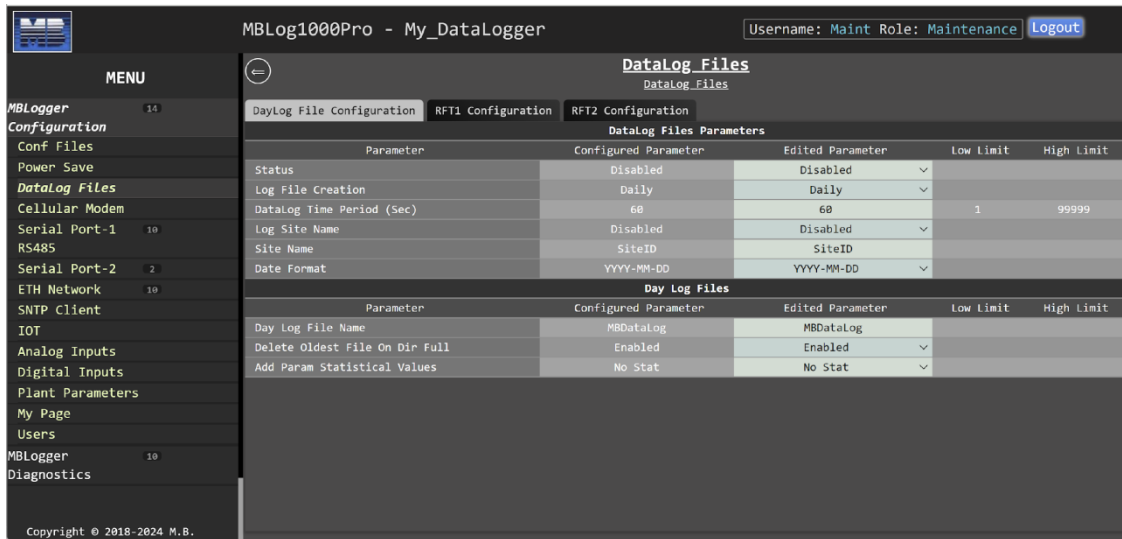 MB
MBLog1000Pro - My_DataLogger
Username: Maint Role: Maintenance
Logout
MENU
MBLogger Configuration 14
Conf Files
Power Save
DataLog Files
Cellular Modem
Serial Port-1 RS485 10
Serial Port-2 2
ETH Network 10
SNTP Client
IOT
Analog Inputs
Digital Inputs
Plant Parameters
My Page
Users
MBLogger Diagnostics 10
Copyright © 2018-2024 M.B.
DataLog Files
DataLog Files
DayLog File Configuration RFT1 Configuration RFT2 Configuration
DataLog Files Parameters
Parameter Configured Parameter Edited Parameter Low Limit High Limit
Status Disabled Disabled
Log File Creation Daily Daily
DataLog Time Period (Sec) 60 60 1 99999
Log Site Name Disabled Disabled
Site Name SiteID SiteID
Date Format YYYY-MM-DD YYYY-MM-DD
Day Log Files
Parameter Configured Parameter Edited Parameter Low Limit High Limit
Day Log File Name MBDataLog MBDataLog
Delete Oldest File On Dir Full Enabled Enabled
Add Param Statistical Values No Stat No Stat